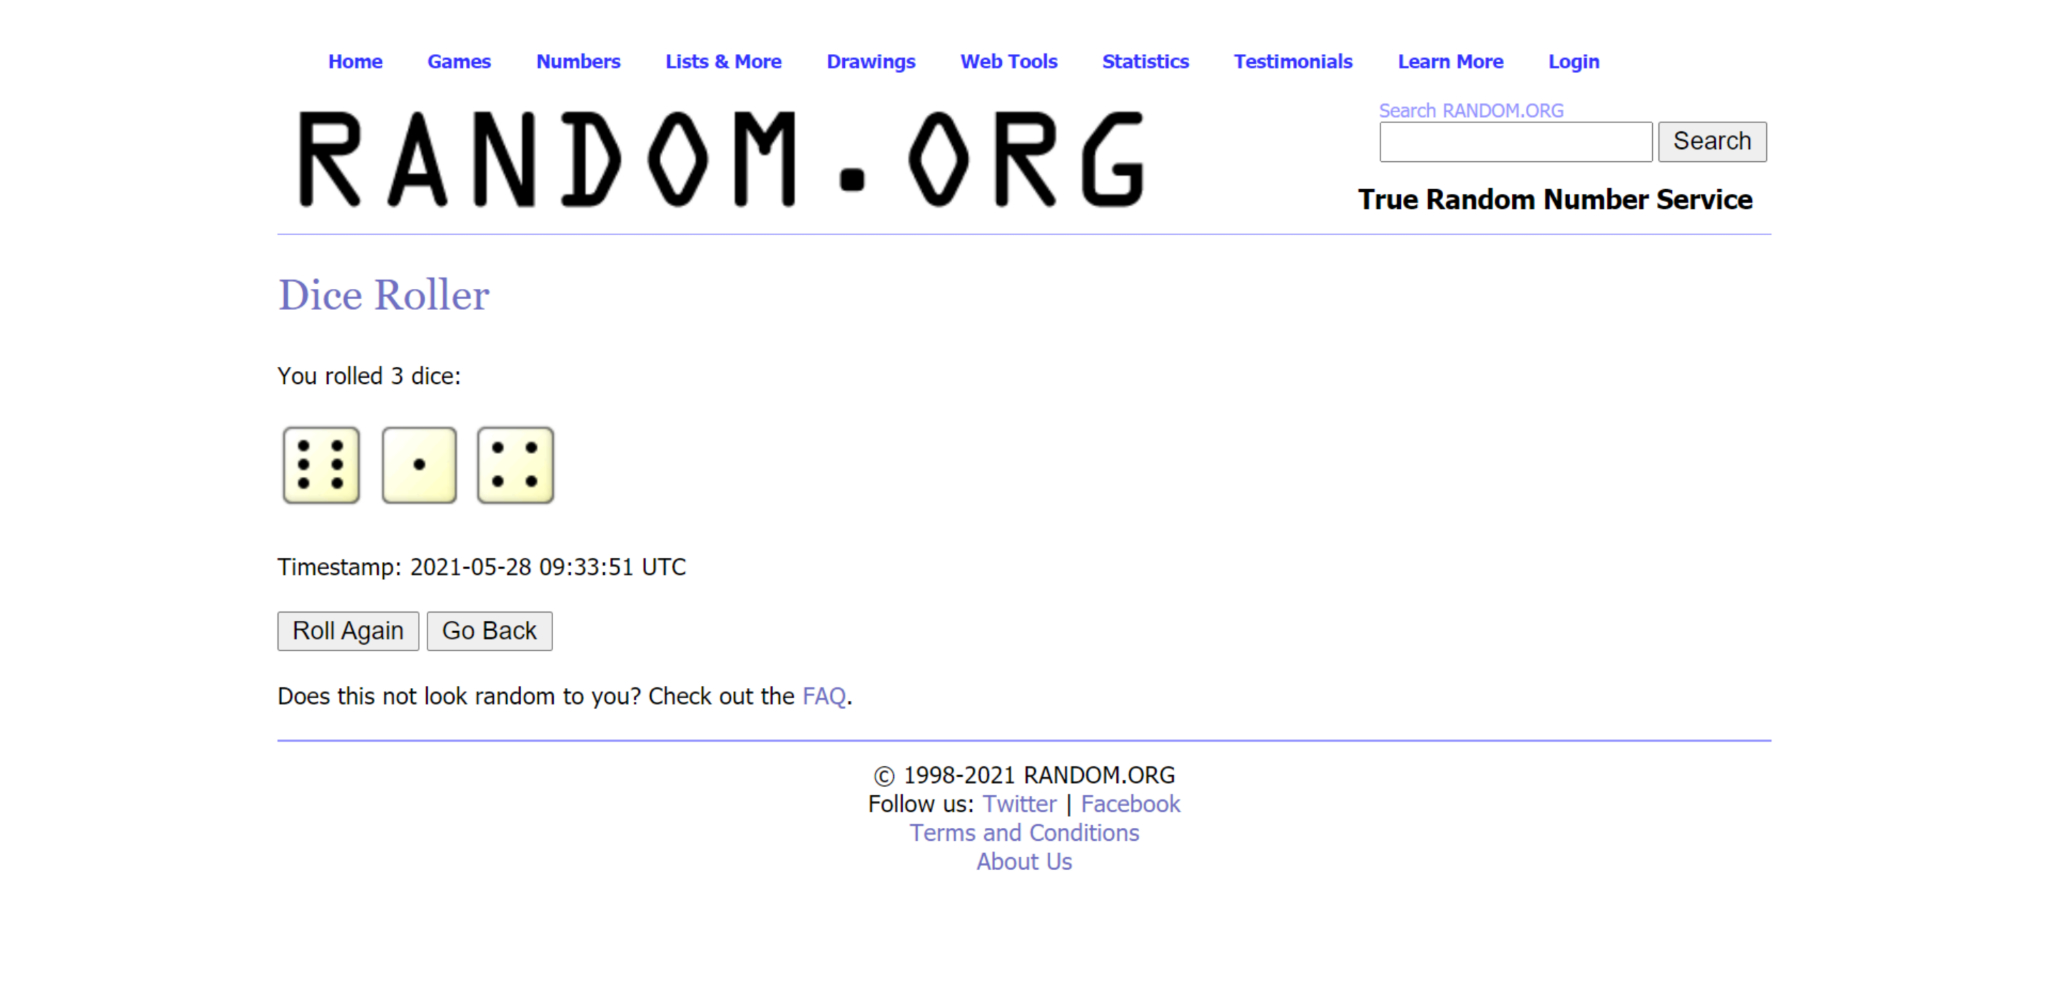 Home Games Numbers Lists & More Drawings Web Tools Statistics Testimonials Learn More Login
RANDOM.ORG
Search RANDOM.ORG
Search
True Random Number Service
Dice Roller
You rolled 3 dice:
Timestamp: 2021-05-28 09:33:51 UTC
Roll Again Go Back
Does this not look random to you? Check out the FAQ.
© 1998-2021 RANDOM.ORG
Follow us: Twitter | Facebook
Terms and Conditions
About Us